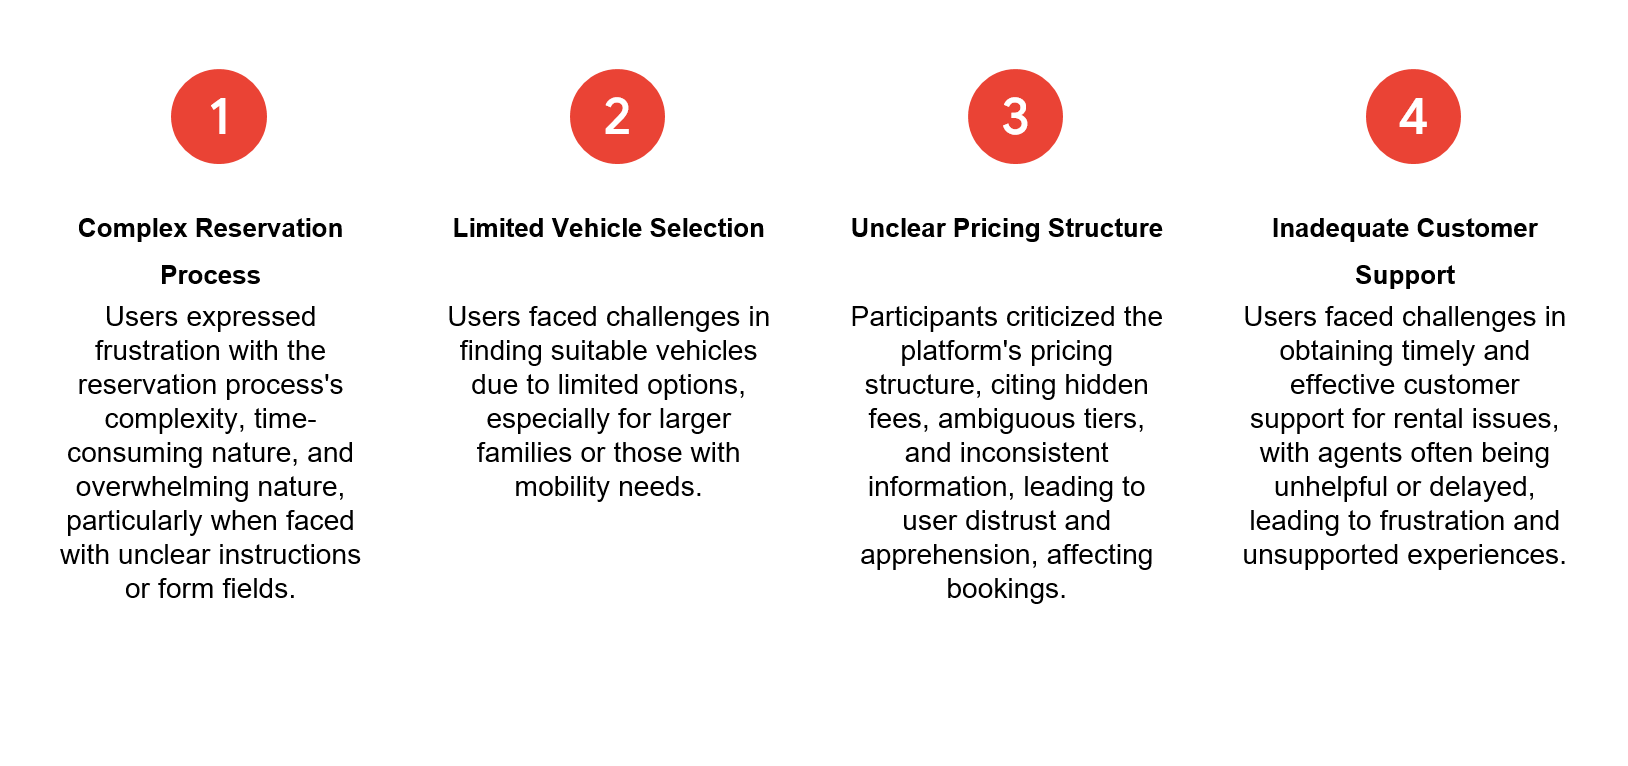 1
Complex Reservation
Process
Users expressed
frustration with the
reservation process's
complexity, time-
consuming nature, and
overwhelming nature,
particularly when faced
with unclear instructions
or form fields.
2
Limited Vehicle Selection
Users faced challenges in
finding suitable vehicles
due to limited options,
especially for larger
families or those with
mobility needs.
3
Unclear Pricing Structure
Participants criticized the
platform's pricing
structure, citing hidden
fees, ambiguous tiers,
and inconsistent
information, leading to
user distrust and
apprehension, affecting
bookings.
4
Inadequate Customer
Support
Users faced challenges in
obtaining timely and
effective customer
support for rental issues,
with agents often being
unhelpful or delayed,
leading to frustration and
unsupported experiences.